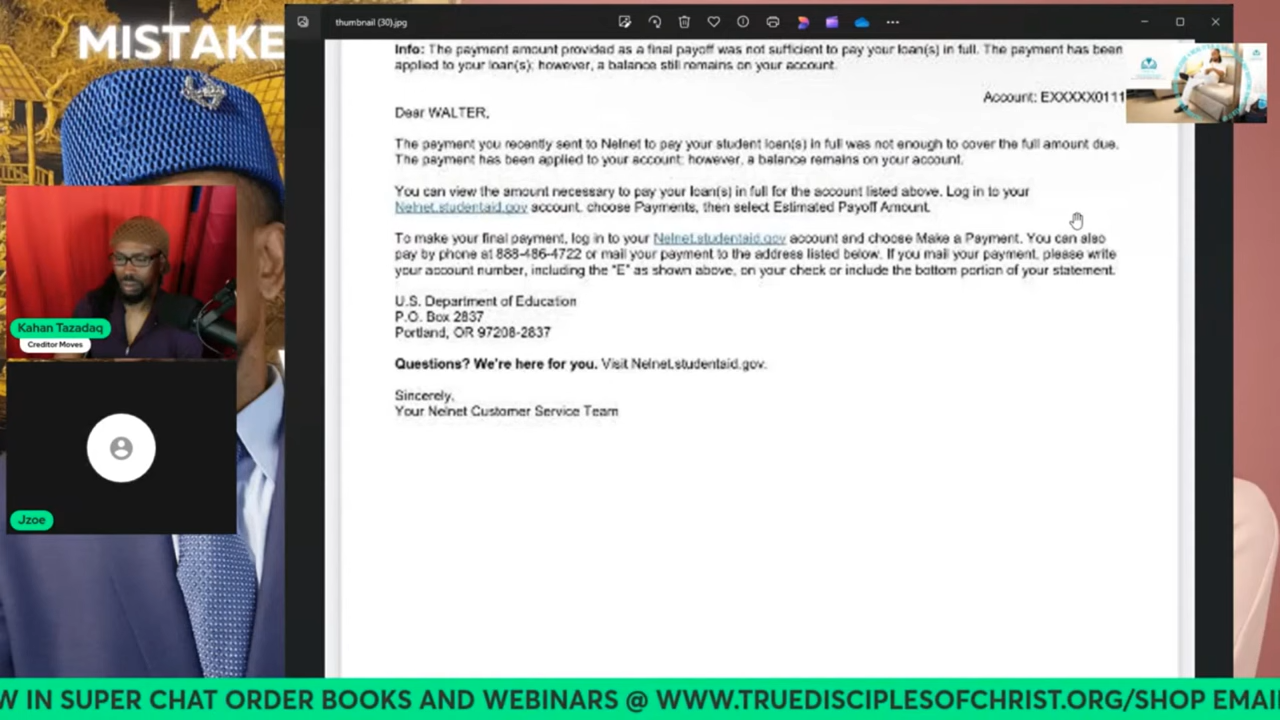 MISTAKE
thumbnail (30).jpg
Info: The payment amount provided as a final payoff was not sufficient to pay your loan(s) in full. The payment has been
applied to your loan(s); however, a balance still remains on your account.
Account: EXXXXX0111
Dear WALTER,
The payment you recently sent to Nelnet to pay your student loan(s) in full was not enough to cover the full amount due.
The payment has been applied to your account; however, a balance remains on your account.
You can view the amount necessary to pay your loan(s) in full for the account listed above. Log in to your
Nelnet.studentaid.gov account, choose Payments, then select Estimated Payoff Amount.
To make your final payment, log in to your Nelnet.studentaid.gov account and choose Make a Payment. You can also
pay by phone at 888-486-4722 or mail your payment to the address listed below. If you mail your payment, please write
your account number, including the "E" as shown above, on your check or include the bottom portion of your statement.
U.S. Department of Education
P.O. Box 2837
Portland, OR 97208-2837
Questions? We're here for you. Visit Nelnet.studentaid.gov.
Sincerely,
Your Nelnet Customer Service Team
Kahan Tazadaq
Creditor Moves
Jzoe
W IN SUPER CHAT ORDER BOOKS AND WEBINARS @ WWW.TRUEDISCIPLESOFCHRIST.ORG/SHOP EMAI